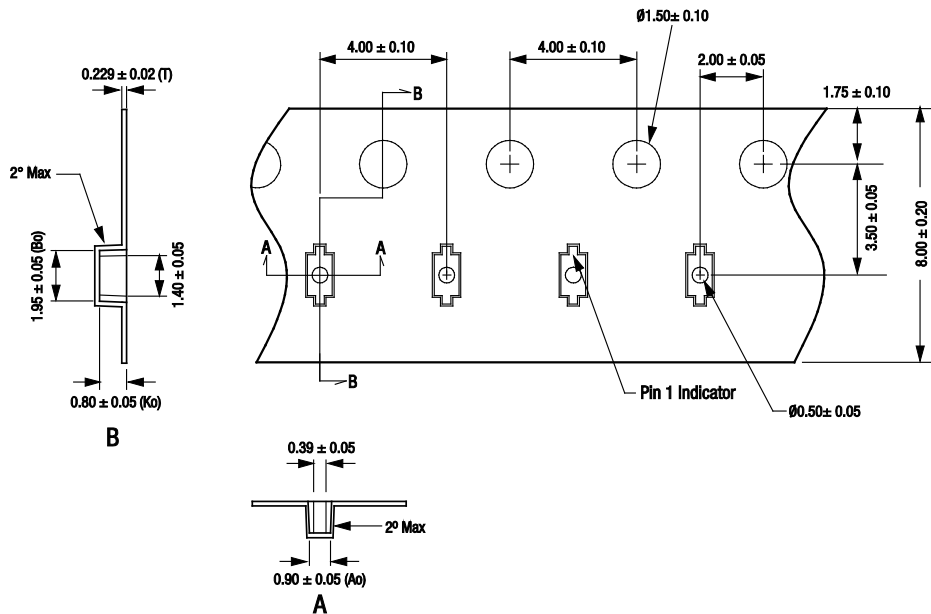 Ø1.50± 0.10
4.00 ± 0.10
4.00 ± 0.10
2.00 ± 0.05
0.229 ± 0.02 (T)
B
1.75 ± 0.10
2° Max
A
A
1.95 ± 0.05 (Bo)
1.40 ± 0.05
3.50 ± 0.05
8.00 ± 0.20
B
Pin 1 Indicator
0.80 ± 0.05 (Ko)
Ø0.50± 0.05
B
0.39 ± 0.05
2º Max
0.90 ± 0.05 (Ao)
A